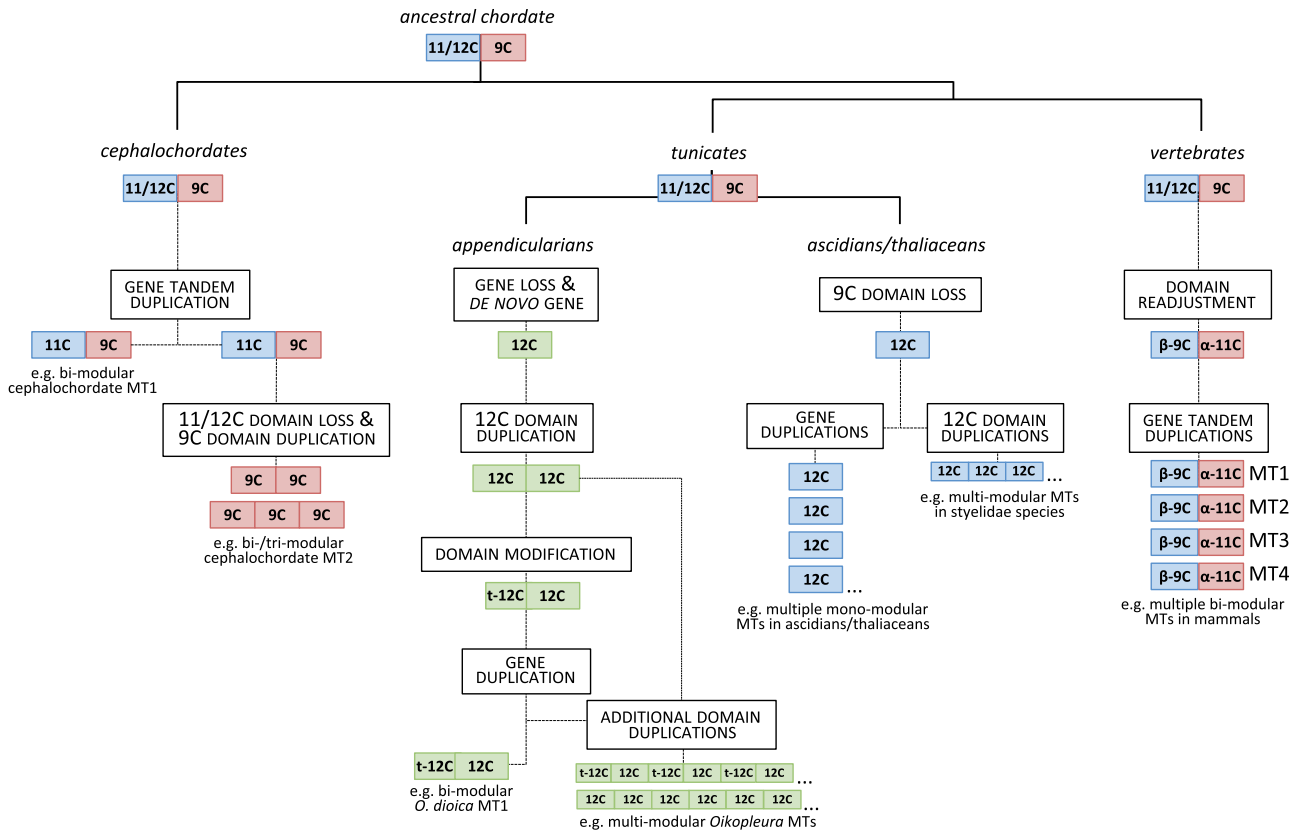 ancestral chordate
11/12C 9C
cephalochordates
11/12C 9C
GENE TANDEM
DUPLICATION
11C 9C
11C 9C
e.g. bi-modular
cephalochordate MT1
11/12C DOMAIN LOSS &
9C DOMAIN DUPLICATION
9C 9C
9C 9C 9C
e.g. bi-/tri-modular
cephalochordate MT2
tunicates
11/12C 9C
appendicularians
GENE LOSS &
DE NOVO GENE
12C
12C DOMAIN
DUPLICATION
12C 12C
DOMAIN MODIFICATION
t-12C 12C
GENE
DUPLICATION
t-12C 12C
e.g. bi-modular
O. dioica MT1
ADDITIONAL DOMAIN
DUPLICATIONS
t-12C 12C t-12C 12C t-12C 12C ...
12C 12C 12C 12C 12C 12C ...
e.g. multi-modular Oikopleura MTs
ascidians/thaliaceans
9C DOMAIN LOSS
12C
GENE
DUPLICATIONS
12C
12C
12C
12C ...
e.g. multiple mono-modular
MTs in ascidians/thaliaceans
12C DOMAIN
DUPLICATIONS
12C 12C 12C ...
e.g. multi-modular MTs
in styelidae species
vertebrates
11/12C 9C
DOMAIN
READJUSTMENT
β-9C α-11C
GENE TANDEM
DUPLICATIONS
β-9C α-11C MT1
β-9C α-11C MT2
β-9C α-11C MT3
β-9C α-11C MT4
e.g. multiple bi-modular
MTs in mammals